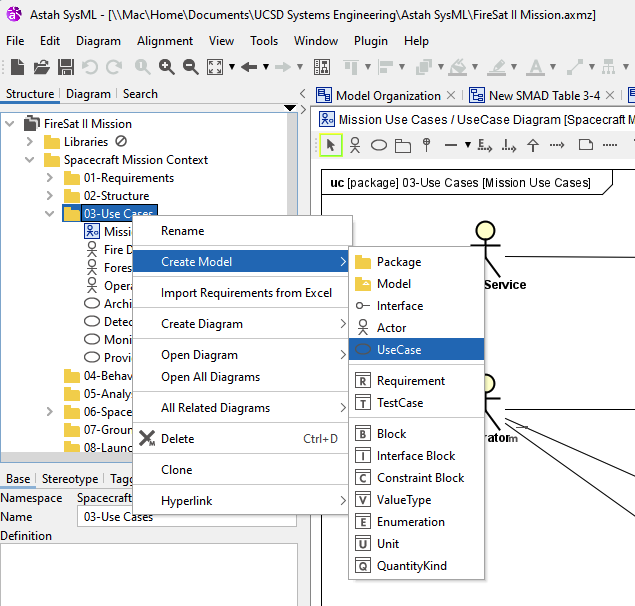 Astah SysML - [\\Mac\Home\Documents\UCSD Systems Engineering\Astah SysML\FireSat II Mission.axmz]
File Edit Diagram Alignment View Tools Window Plugin Help
Structure Diagram Search
Model Organization New SMAD Table 3-4
Mission Use Cases / UseCase Diagram [Spacecraft M
uc [package] 03-Use Cases [Mission Use Cases]
FireSat II Mission
Libraries
Spacecraft Mission Context
01-Requirements
02-Structure
03-Use Cases
Missi
Fire D
Fores
Opera
Archi
Detec
Moni
Provi
04-Behav
05-Analys
06-Space
07-Groun
08-Launc
Rename
Create Model
Import Requirements from Excel
Create Diagram
Open Diagram
Open All Diagrams
All Related Diagrams
Delete Ctrl+D
Clone
Hyperlink
Package
Model
Interface
Actor
UseCase
Requirement
TestCase
Block
Interface Block
Constraint Block
ValueType
Enumeration
Unit
QuantityKind
Service
rator
Base Stereotype Tagg
Namespace Spacecraft
Name 03-Use Cases
Definition